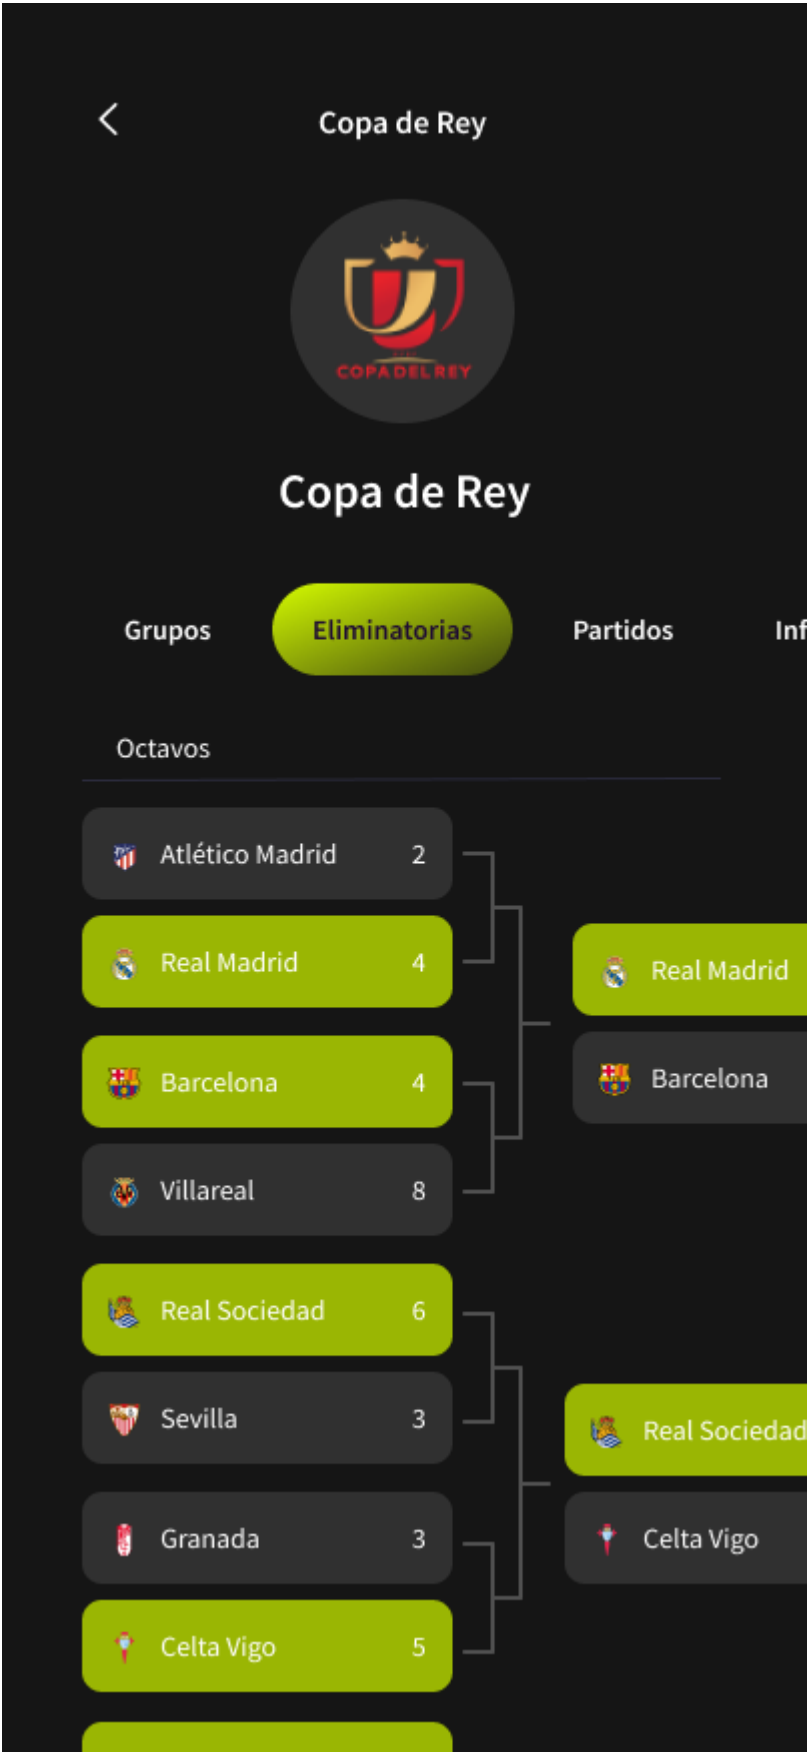 Copa de Rey
COPA DEL REY
Copa de Rey
Grupos Eliminatorias Partidos Inf
Octavos
Atlético Madrid 2
Real Madrid 4
Real Madrid
Barcelona
Barcelona 4
Villareal 8
Real Sociedad 6
Sevilla 3
Real Sociedad
Celta Vigo
Granada 3
Celta Vigo 5